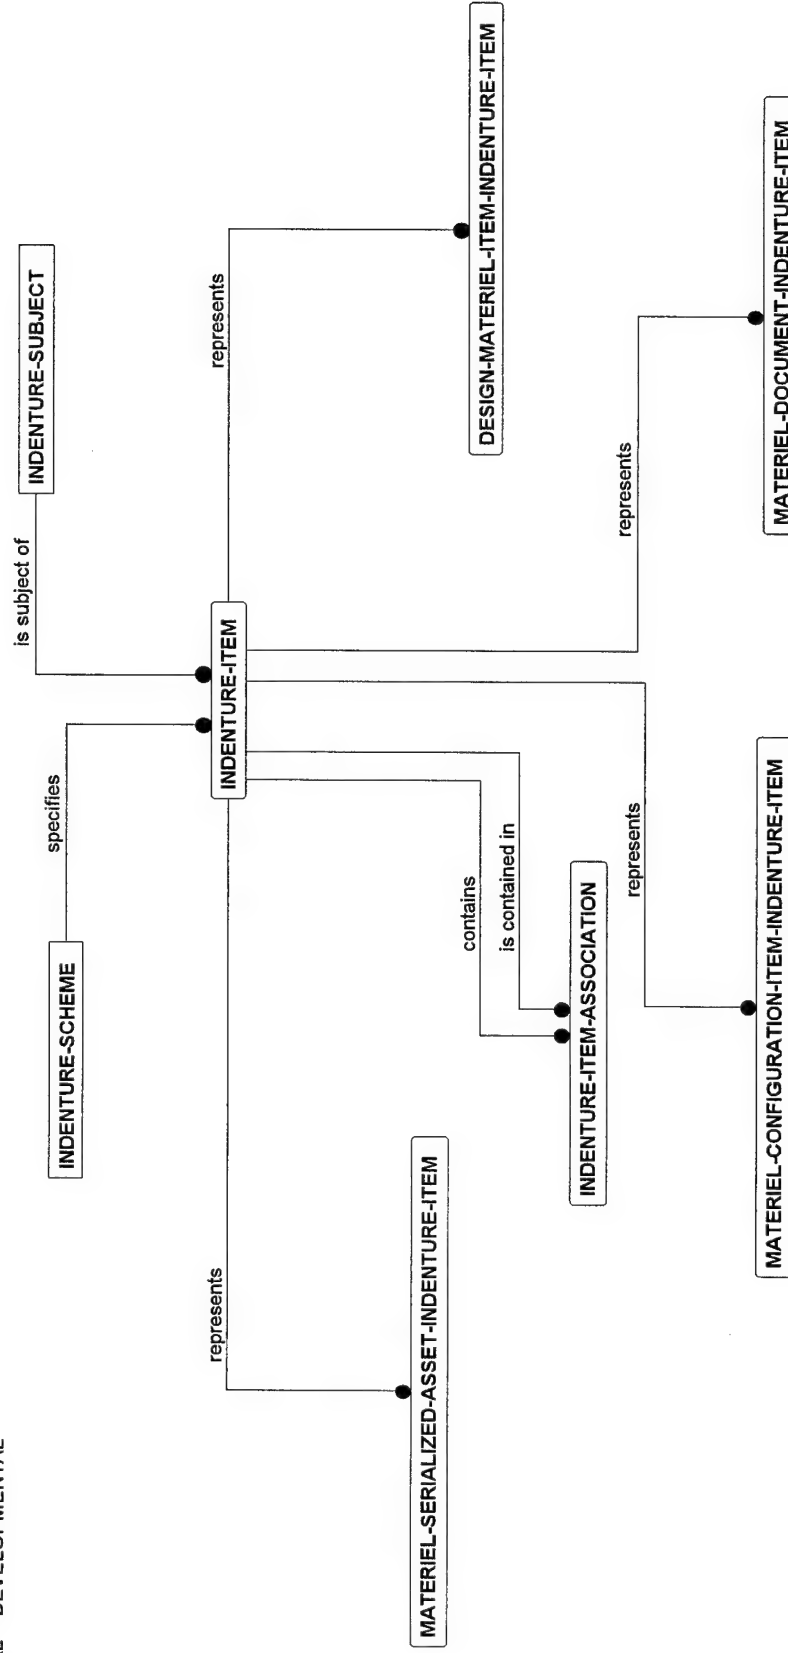 DEVELOPMENTAL
INDENTURE-SUBJECT
is subject of
specifies
INDENTURE-SCHEME
represents
INDENTURE-ITEM
represents
DESIGN-MATERIEL-ITEM-INDENTURE-ITEM
MATERIEL-SERIALIZED-ASSET-INDENTURE-ITEM
contains
is contained in
INDENTURE-ITEM-ASSOCIATION
represents
represents
MATERIEL-CONFIGURATION-ITEM-INDENTURE-ITEM
MATERIEL-DOCUMENT-INDENTURE-ITEM